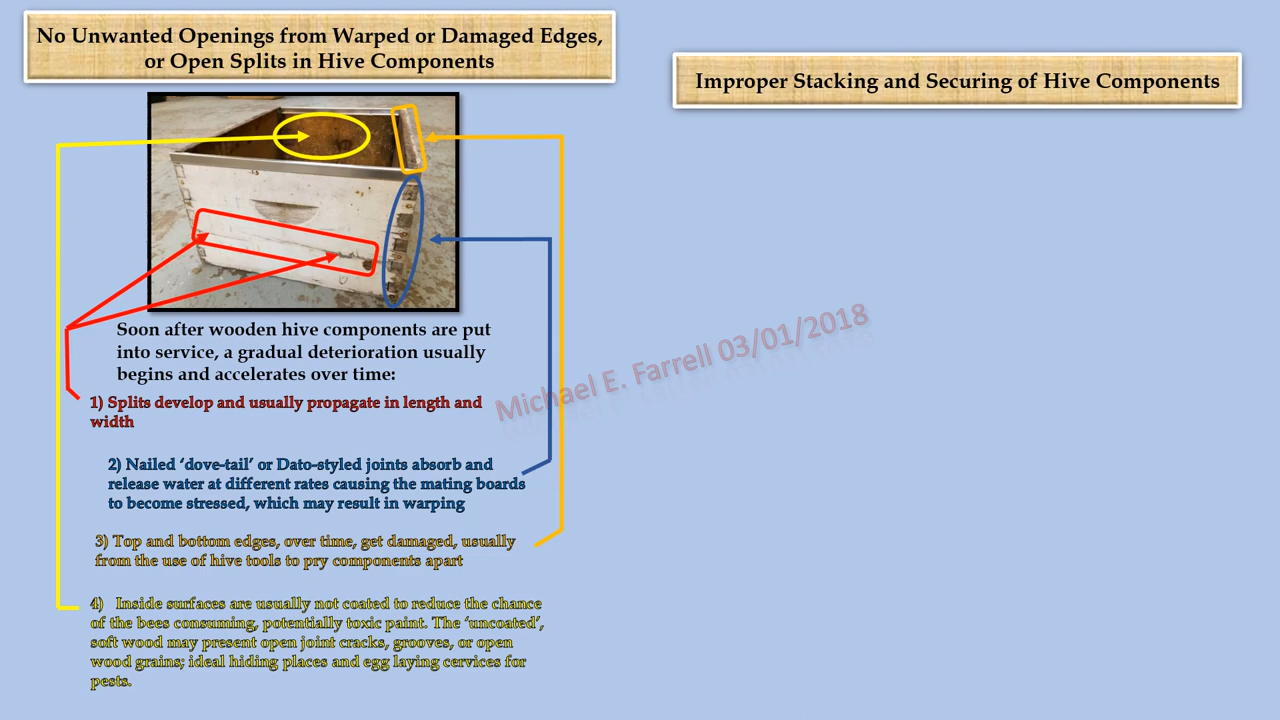 No Unwanted Openings from Warped or Damaged Edges,
or Open Splits in Hive Components
Improper Stacking and Securing of Hive Components
Soon after wooden hive components are put
into service, a gradual deterioration usually
begins and accelerates over time:
1) Splits develop and usually propagate in length and
width
2) Nailed ‘dove-tail’ or Dato-styled joints absorb and
release water at different rates causing the mating boards
to become stressed, which may result in warping
3) Top and bottom edges, over time, get damaged, usually
from the use of hive tools to pry components apart
4) Inside surfaces are usually not coated to reduce the chance
of the bees consuming, potentially toxic paint. The ‘uncoated’,
soft wood may present open joint cracks, grooves, or open
wood grains; ideal hiding places and egg laying cervices for
pests.
Michael E. Farrell 03/01/2018